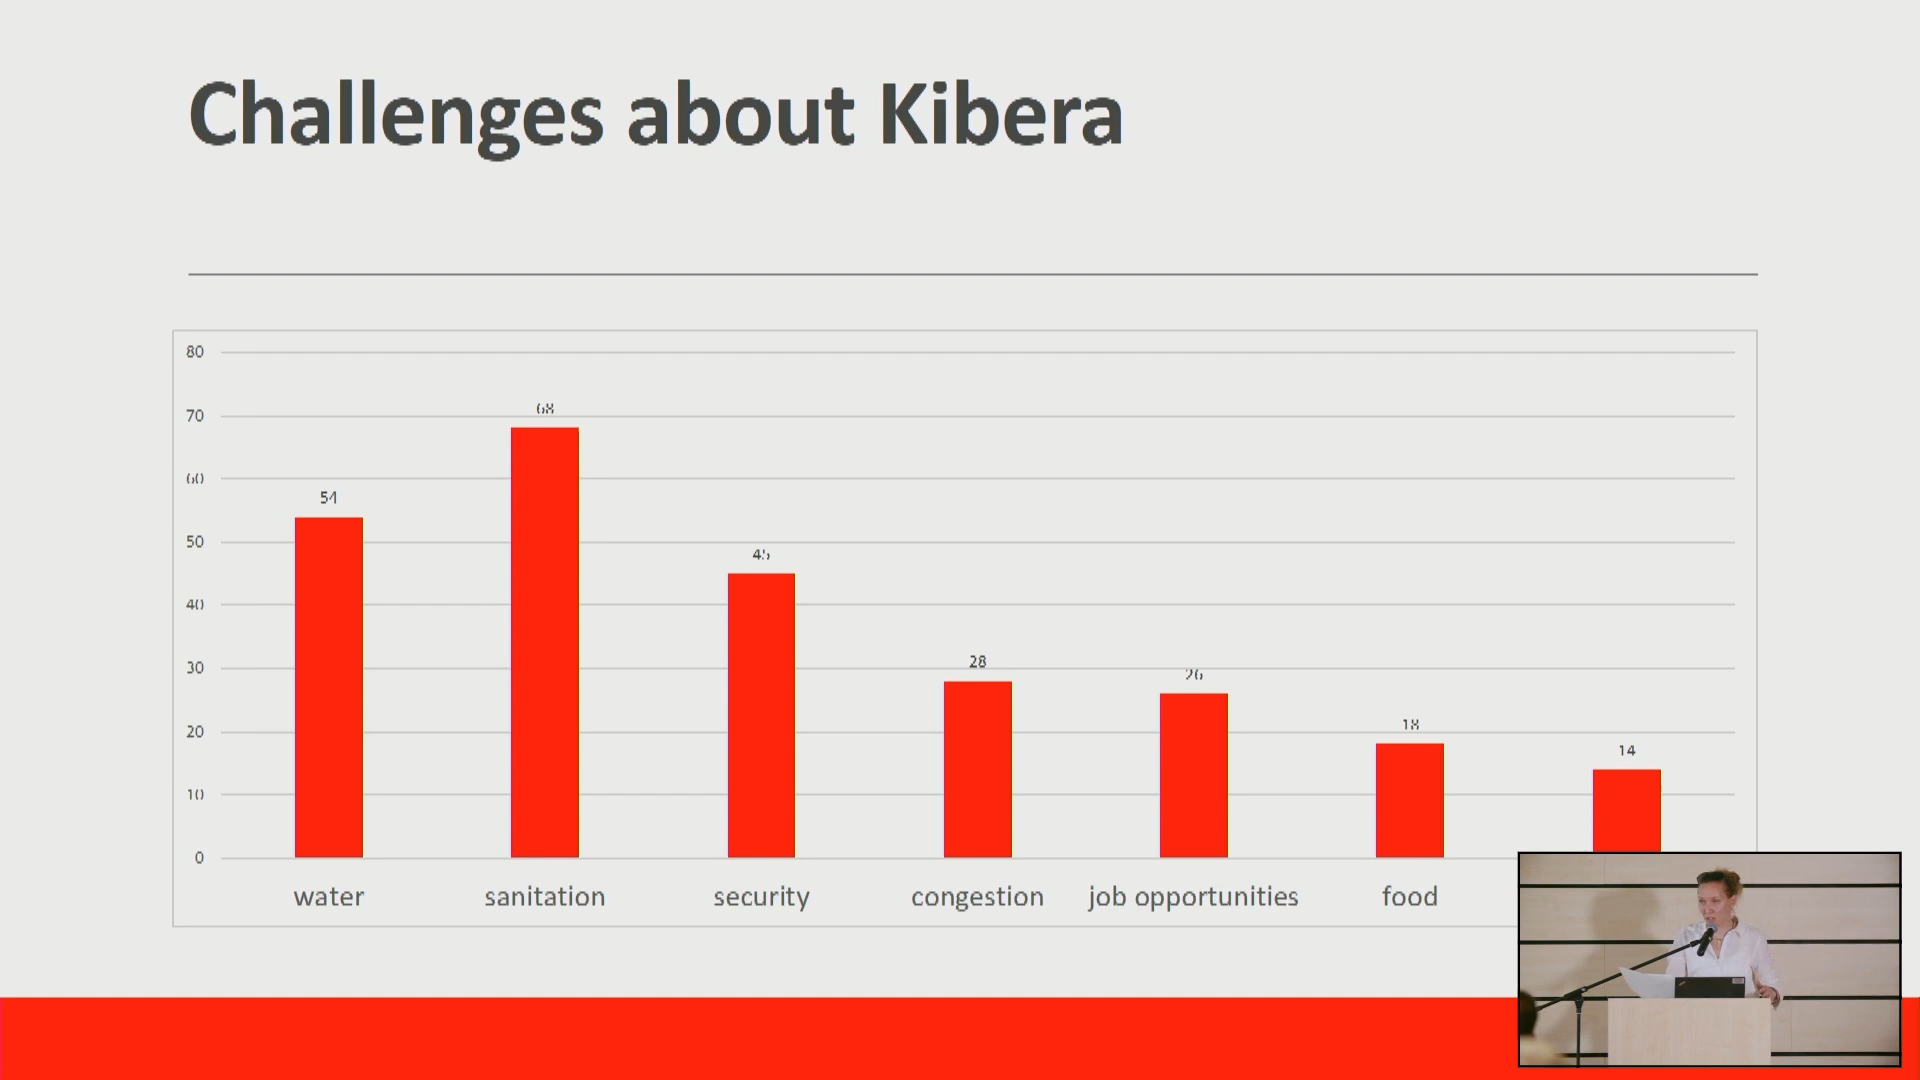 Challenges about Kibera
80
70
60
50
40
30
20
10
0
54
68
45
28
26
18
14
water
sanitation
security
congestion
job opportunities
food